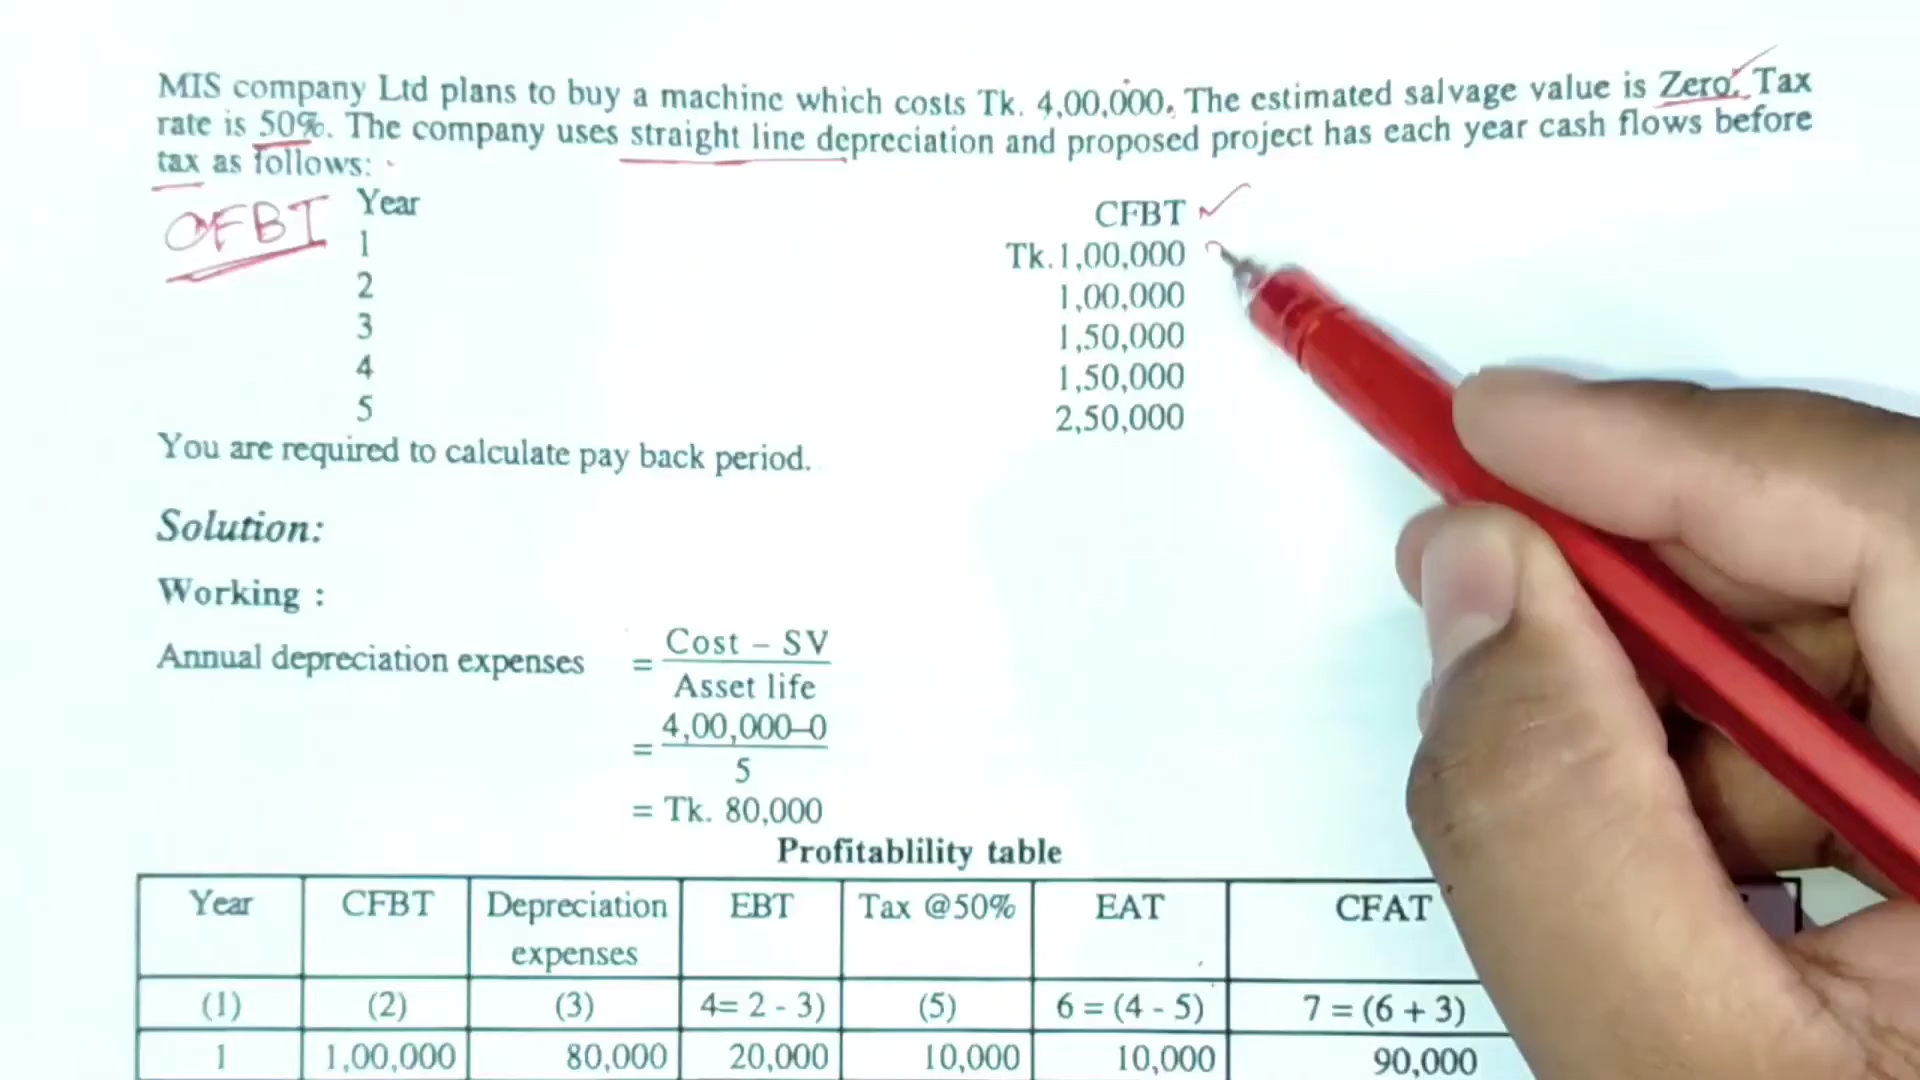 MIS company Ltd plans to buy a machine which costs Tk. 4,00,000. The estimated salvage value is Zero. Tax
rate is 50%. The company uses straight line depreciation and proposed project has each year cash flows before
tax as follows:
CFBT
Year CFBT
1 Tk.1,00,000
2 1,00,000
3 1,50,000
4 1,50,000
5 2,50,000
You are required to calculate pay back period.
Solution:
Working :
Annual depreciation expenses = Cost – SV
Asset life
= 4,00,000–0
5
= Tk. 80,000
Profitablility table
Year CFBT Depreciation EBT Tax @50% EAT CFAT
expenses
(1) (2) (3) 4= 2 - 3) (5) 6 = (4 - 5) 7 = (6 + 3)
1 1,00,000 80,000 20,000 10,000 10,000 90,000